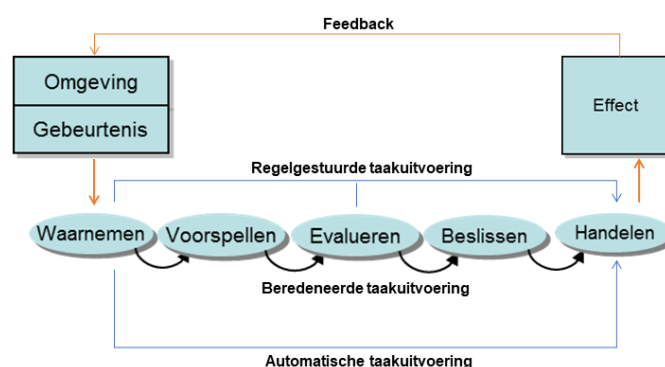 Feedback
Omgeving
Gebeurtenis
Effect
Regelgestuurde taakuitvoering
Waarnemen
Voorspellen
Evalueren
Beslissen
Handelen
Beredeneerde taakuitvoering
Automatische taakuitvoering